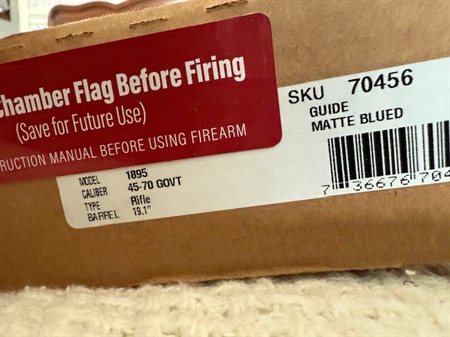 Chamber Flag Before Firing
(Save for Future Use)
RUCTION MANUAL BEFORE USING FIREARM
SKU 70456
GUIDE
MATTE BLUED
MODEL 1895
CALIBER 45-70 GOVT
TYPE Rifle
BARREL 19.1"
7 36676 704